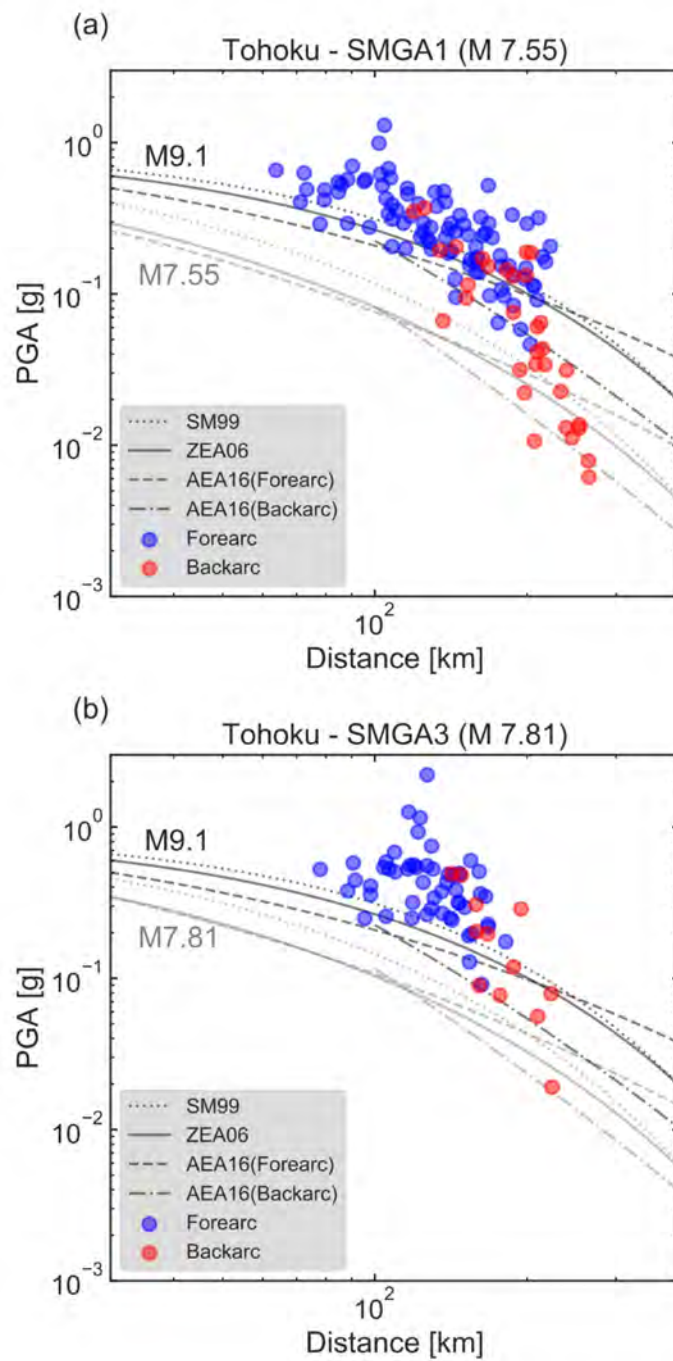 (a)
Tohoku - SMGA1 (M 7.55)
M9.1
M7.55
PGA [g]
10⁰
10⁻¹
10⁻²
10⁻³
SM99
ZEA06
AEA16(Forearc)
AEA16(Backarc)
Forearc
Backarc
10²
Distance [km]
(b)
Tohoku - SMGA3 (M 7.81)
M9.1
M7.81
PGA [g]
10⁰
10⁻¹
10⁻²
10⁻³
SM99
ZEA06
AEA16(Forearc)
AEA16(Backarc)
Forearc
Backarc
10²
Distance [km]